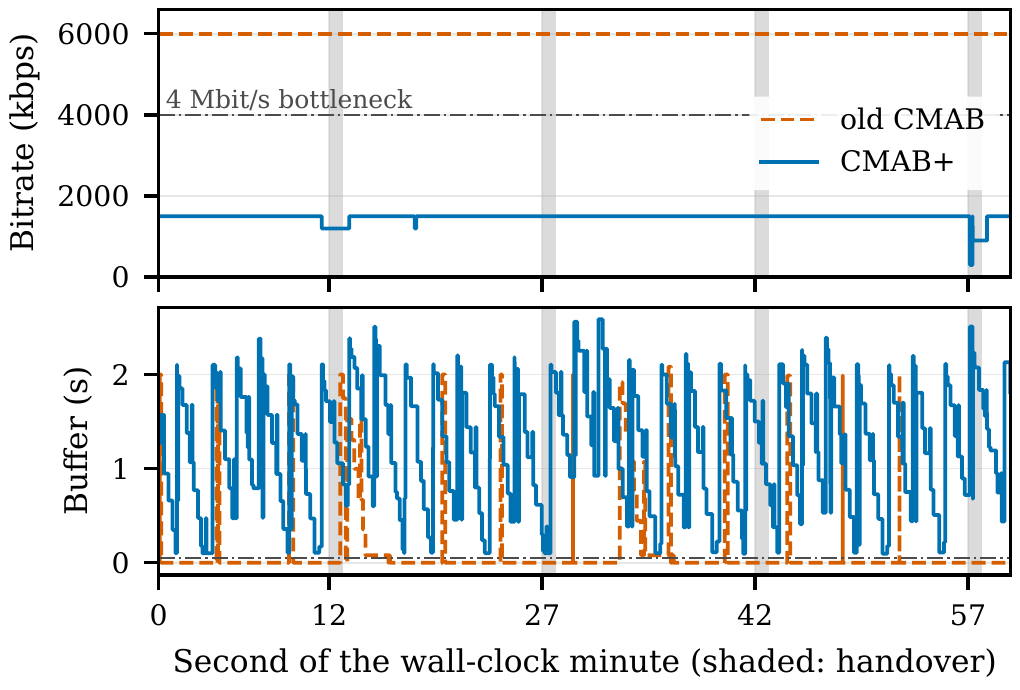 Bitrate (kbps)
6000
4000
2000
0
4 Mbit/s bottleneck
old CMAB
CMAB+
Buffer (s)
2
1
0
0 12 27 42 57
Second of the wall-clock minute (shaded: handover)